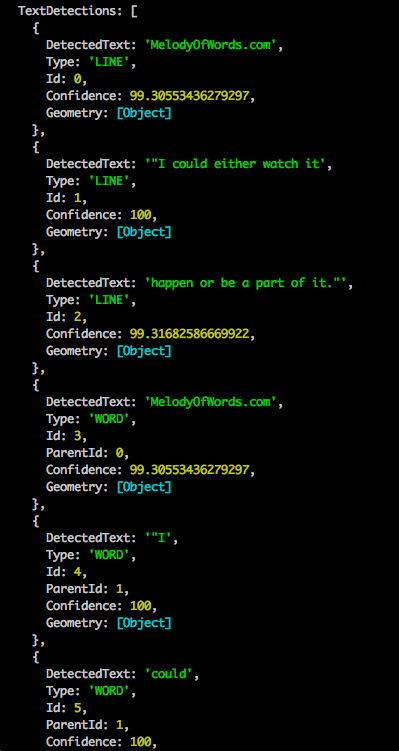 TextDetections: [
{
DetectedText: 'MelodyOfWords.com',
Type: 'LINE',
Id: 0,
Confidence: 99.30553436279297,
Geometry: [Object]
},
{
DetectedText: '"I could either watch it',
Type: 'LINE',
Id: 1,
Confidence: 100,
Geometry: [Object]
},
{
DetectedText: 'happen or be a part of it."',
Type: 'LINE',
Id: 2,
Confidence: 99.31682586669922,
Geometry: [Object]
},
{
DetectedText: 'MelodyOfWords.com',
Type: 'WORD',
Id: 3,
ParentId: 0,
Confidence: 99.30553436279297,
Geometry: [Object]
},
{
DetectedText: '"I',
Type: 'WORD',
Id: 4,
ParentId: 1,
Confidence: 100,
Geometry: [Object]
},
{
DetectedText: 'could',
Type: 'WORD',
Id: 5,
ParentId: 1,
Confidence: 100,